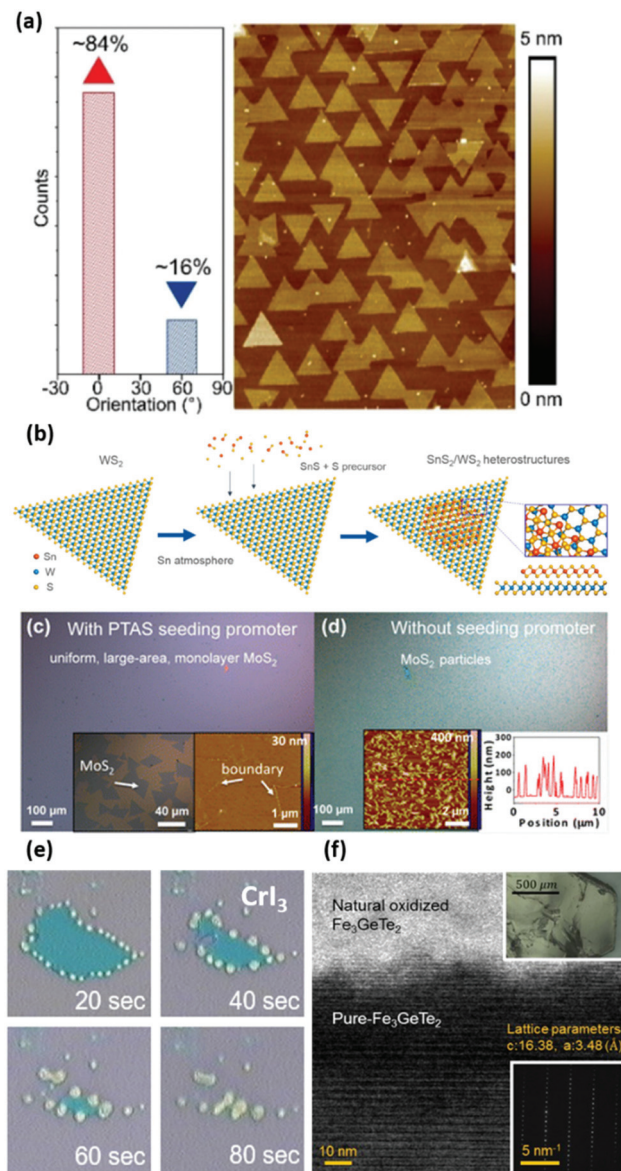 (a)
~84%
~16%
Counts
-30 0 30 60 90
Orientation (°)
5 nm
0 nm
(b)
WS2
SnS + S precursor
SnS2/WS2 heterostructures
Sn atmosphere
Sn
W
S
(c) With PTAS seeding promoter
uniform, large-area, monolayer MoS2
MoS2
boundary
30 nm
100 µm
40 µm
1 µm
(d) Without seeding promoter
MoS2 particles
400 nm
100 µm
2 µm
Height (nm)
300
200
100
0
0 5 10
Position (µm)
(e)
CrI3
20 sec
40 sec
60 sec
80 sec
(f)
Natural oxidized
Fe3GeTe2
500 µm
Pure-Fe3GeTe2
Lattice parameters
c:16.38, a:3.48 (Å)
10 nm
5 nm⁻¹